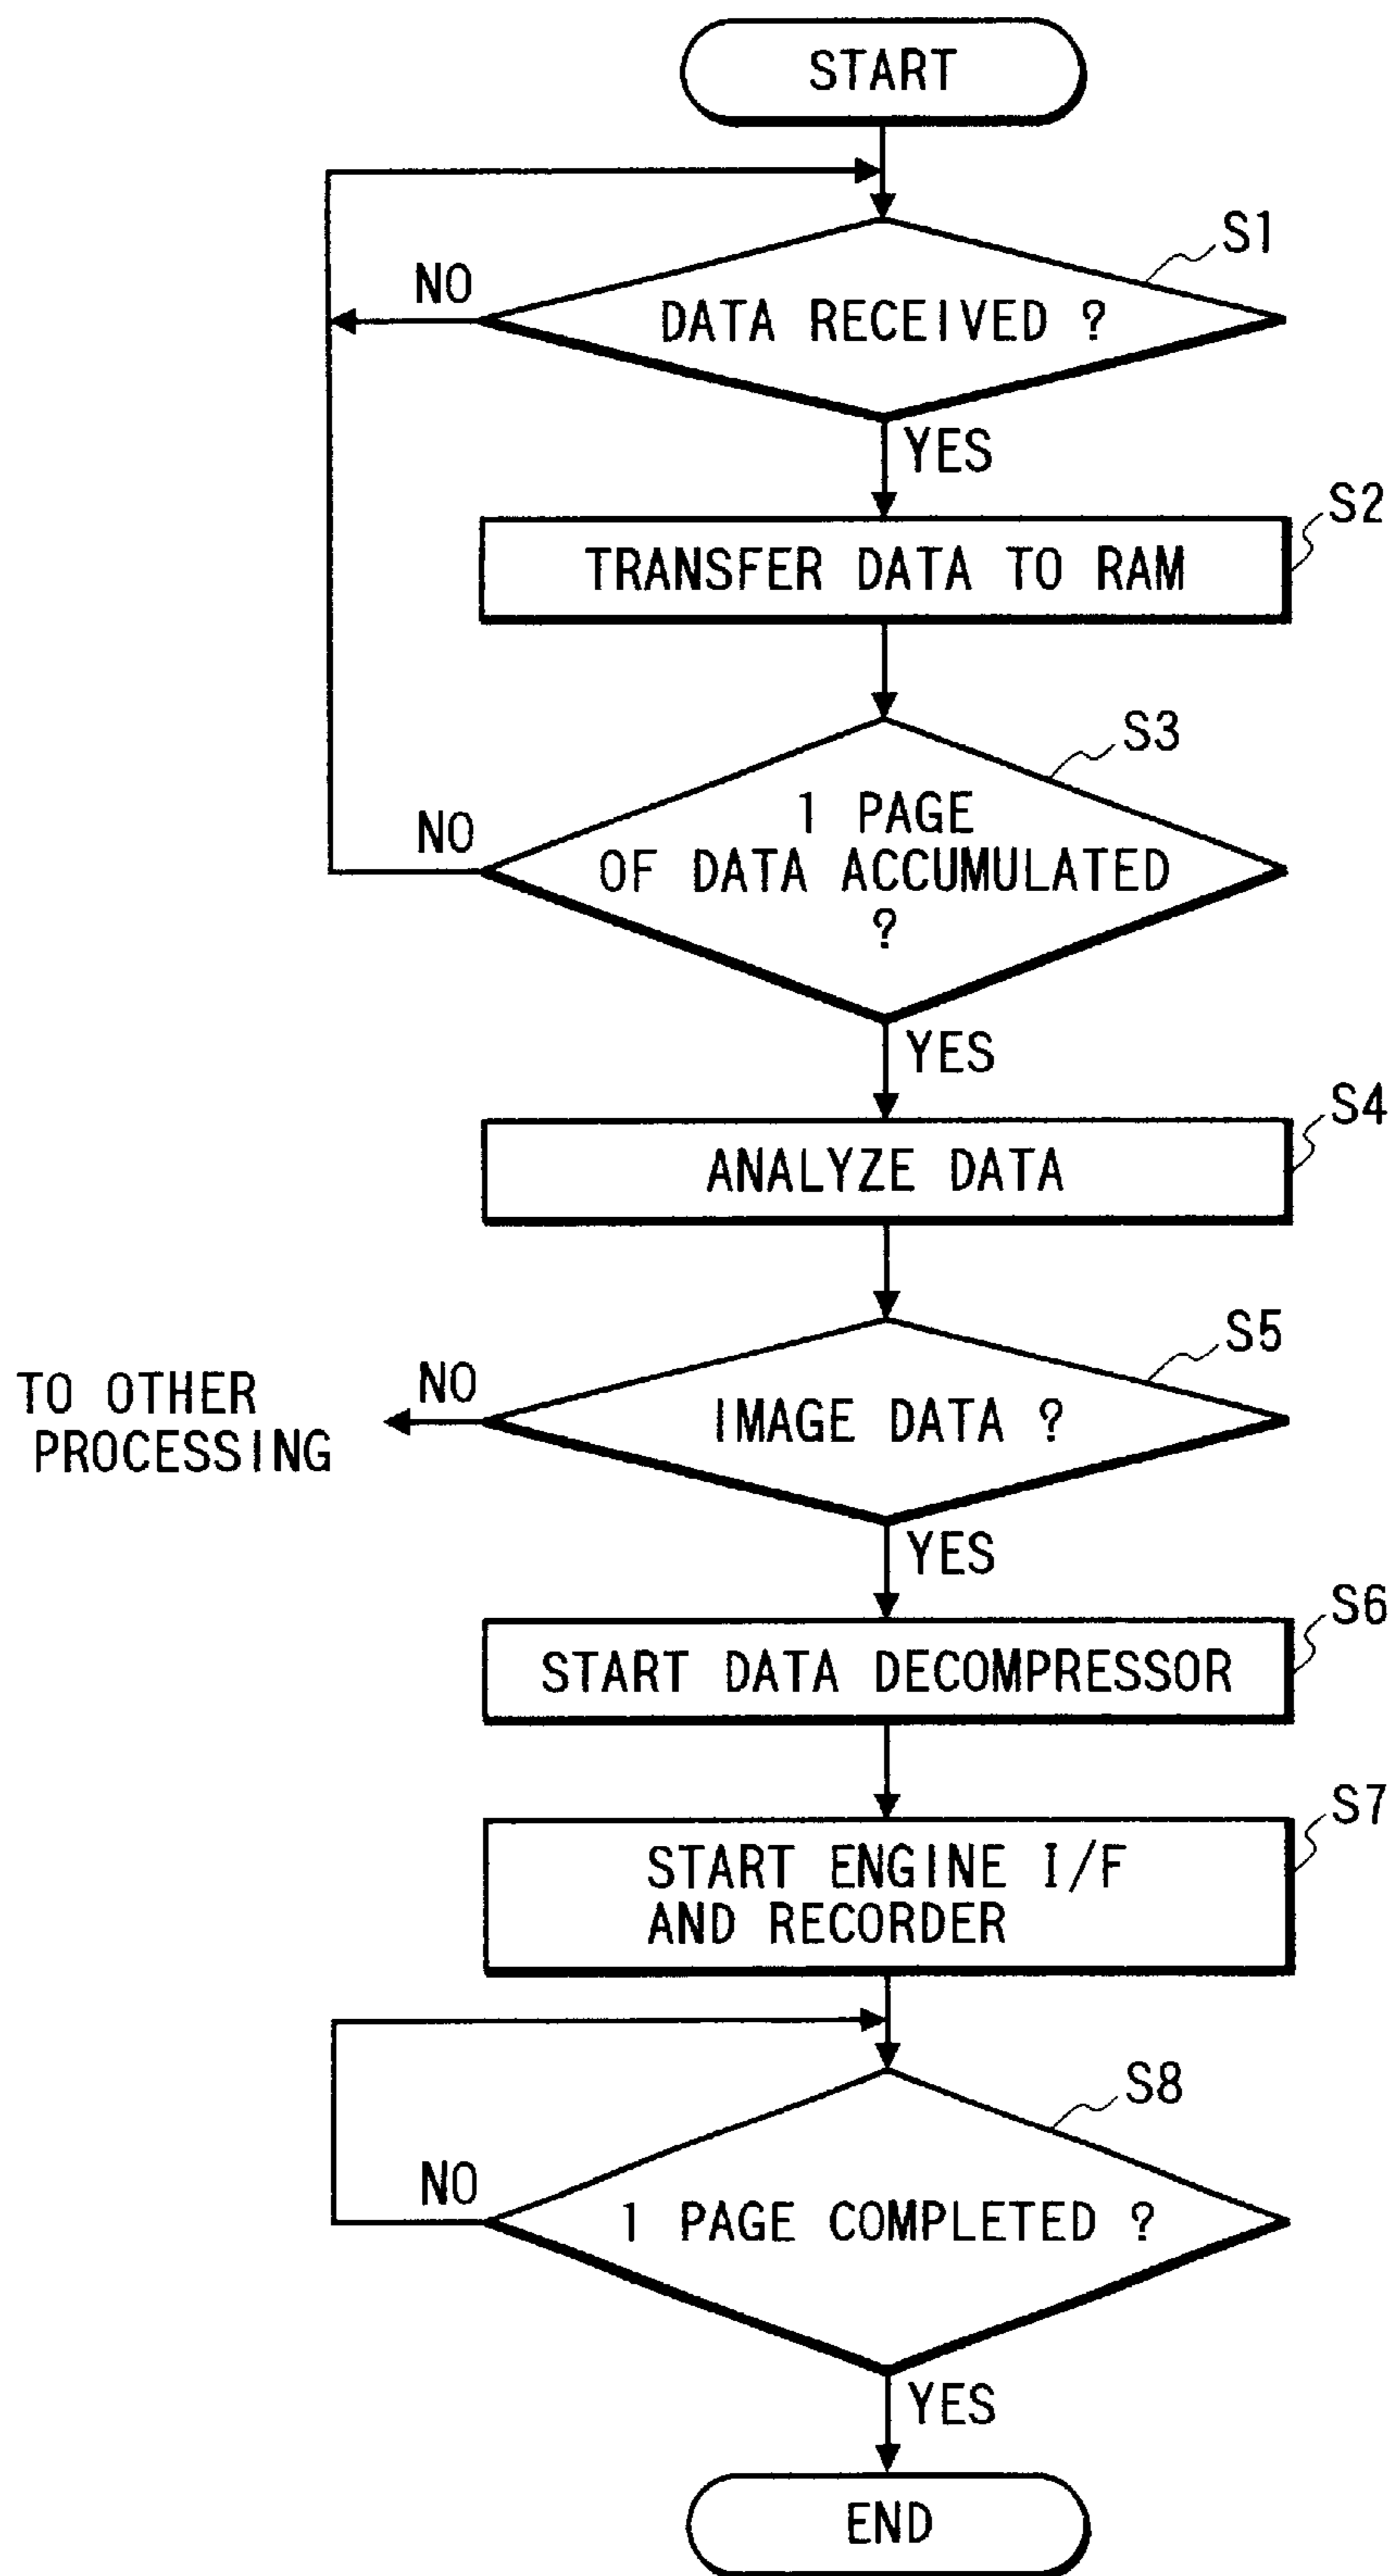 START
S1
NO
DATA RECEIVED ?
YES
S2
TRANSFER DATA TO RAM
S3
1 PAGE
NO
OF DATA ACCUMULATED
?
YES
S4
ANALYZE DATA
S5
TO OTHER
NO
IMAGE DATA ?
PROCESSING
YES
S6
START DATA DECOMPRESSOR
S7
START ENGINE I/F
AND RECORDER
S8
NO
1 PAGE COMPLETED ?
YES
END